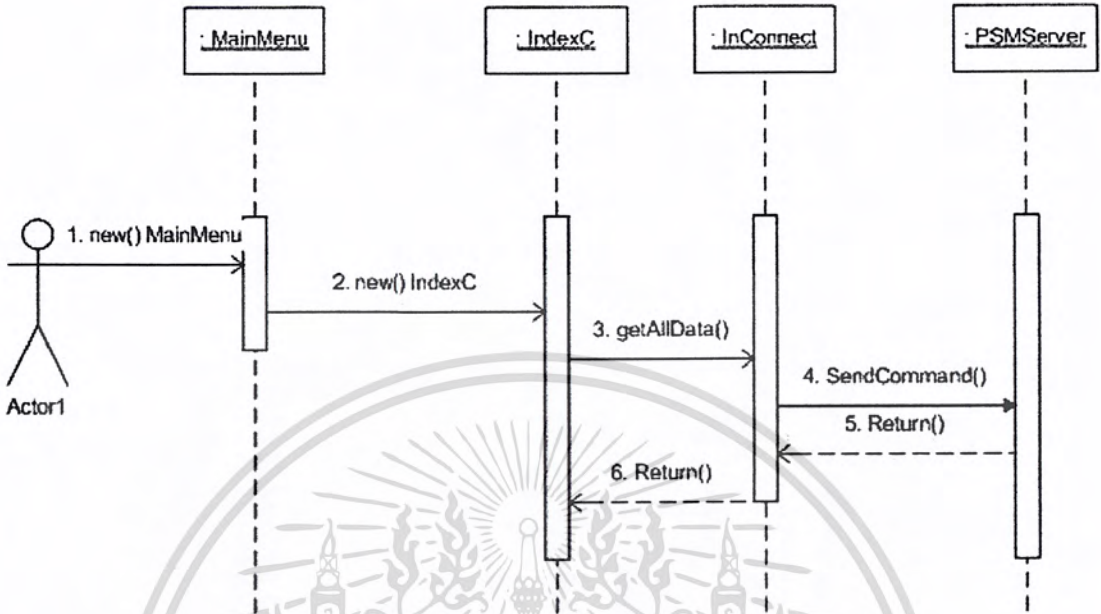 : MainMenu
: IndexC
: InConnect
: PSMServer
1. new() MainMenu
2. new() IndexC
3. getAllData()
4. SendCommand()
5. Return()
6. Return()
Actor1